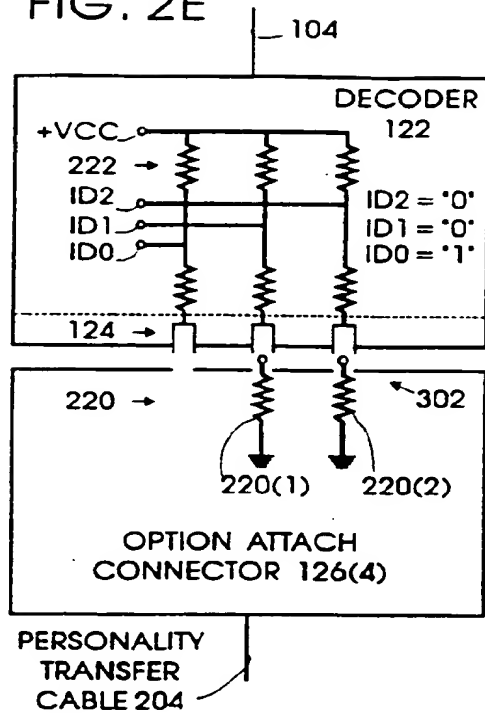 FIG. 2E
104
DECODER
122
+VCC
222 →
ID2
ID1
ID0
ID2 = "0"
ID1 = "0"
ID0 = "1"
124 →
220 →
302
220(1)
220(2)
OPTION ATTACH
CONNECTOR 126(4)
PERSONALITY
TRANSFER
CABLE 204